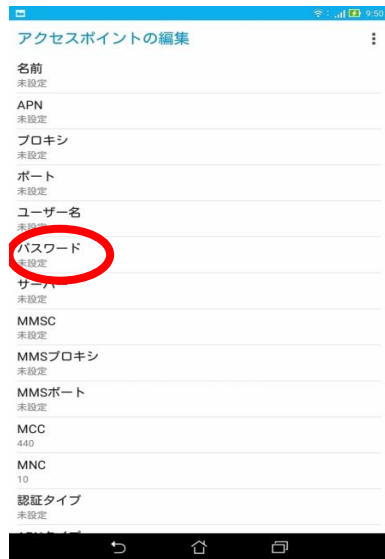 9:50
アクセスポイントの編集
名前
未設定
APN
未設定
プロキシ
未設定
ポート
未設定
ユーザー名
未設定
パスワード
未設定
サーバー
未設定
MMSC
未設定
MMSプロキシ
未設定
MMSポート
未設定
MCC
440
MNC
10
認証タイプ
未設定